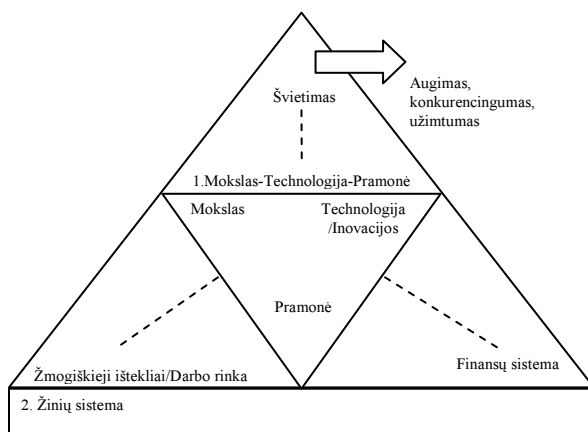 Švietimas
Augimas,
konkurencingumas,
užimtumas
1.Mokslas-Technologija-Pramonė
Mokslas
Technologija
/Inovacijos
Pramonė
Žmogiškieji ištekliai/Darbo rinka
Finansų sistema
2. Žinių sistema